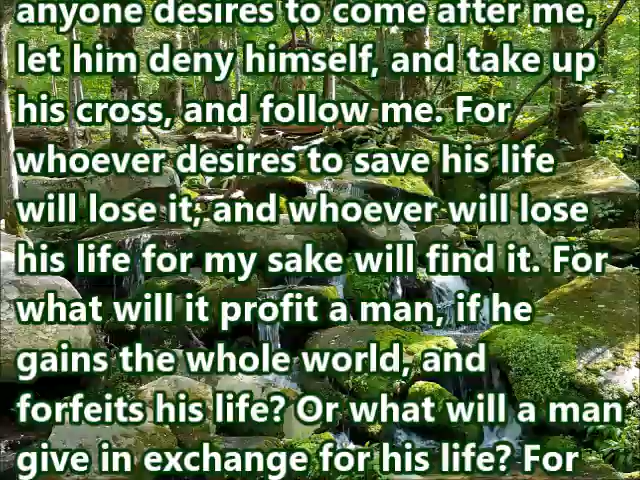 anyone desires to come after me,
let him deny himself, and take up
his cross, and follow me. For
whoever desires to save his life
will lose it, and whoever will lose
his life for my sake will find it. For
what will it profit a man, if he
gains the whole world, and
forfeits his life? Or what will a man
give in exchange for his life? For